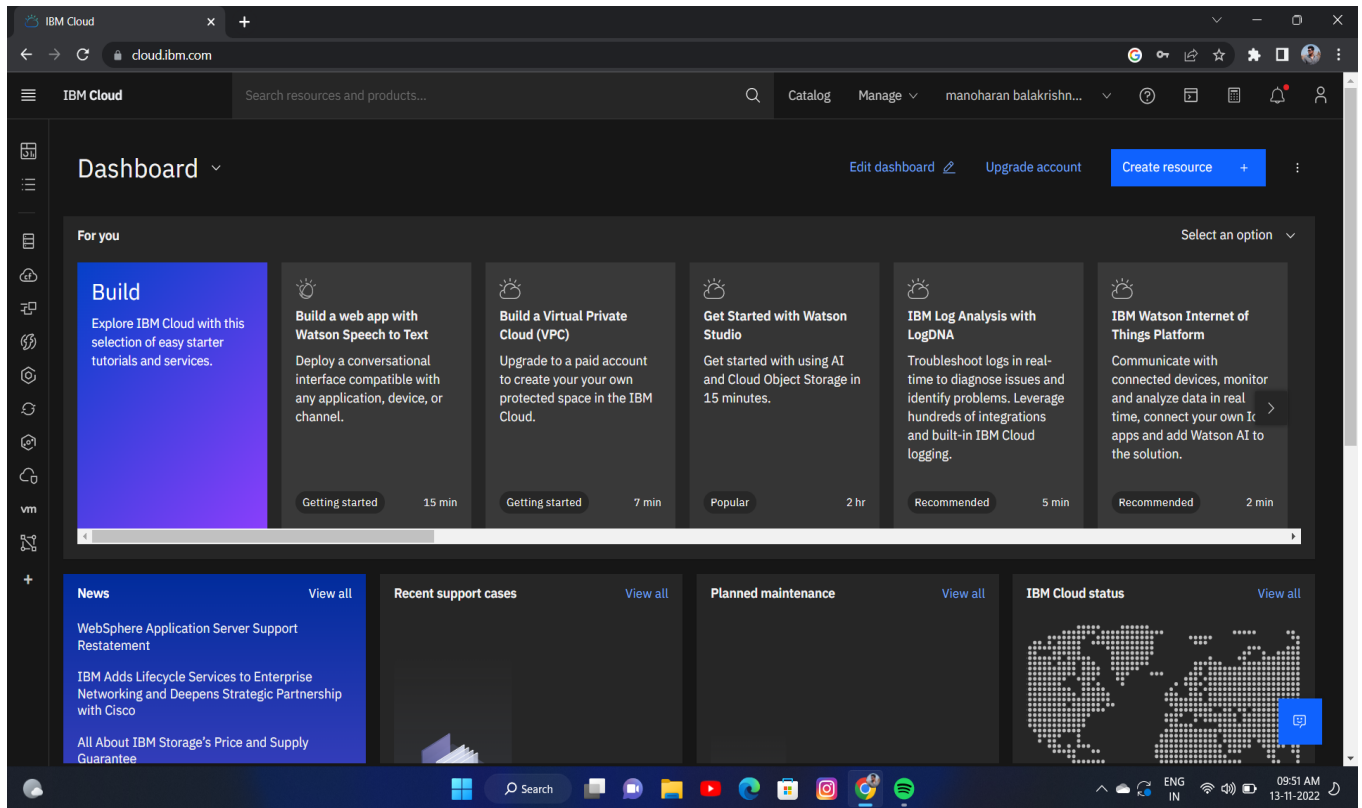 IBM Cloud
cloud.ibm.com
IBM Cloud
Search resources and products...
Catalog
Manage
manoharan balakrishn...
Dashboard
Edit dashboard
Upgrade account
Create resource +
For you
Select an option
Build
Explore IBM Cloud with this
selection of easy starter
tutorials and services.
Build a web app with
Watson Speech to Text
Deploy a conversational
interface compatible with
any application, device, or
channel.
Getting started
15 min
Build a Virtual Private
Cloud (VPC)
Upgrade to a paid account
to create your your own
protected space in the IBM
Cloud.
Getting started
7 min
Get Started with Watson
Studio
Get started with using AI
and Cloud Object Storage in
15 minutes.
Popular
2 hr
IBM Log Analysis with
LogDNA
Troubleshoot logs in real-
time to diagnose issues and
identify problems. Leverage
hundreds of integrations
and built-in IBM Cloud
logging.
Recommended
5 min
IBM Watson Internet of
Things Platform
Communicate with
connected devices, monitor
and analyze data in real
time, connect your own
apps and add Watson AI to
the solution.
Recommended
2 min
vm
News
View all
WebSphere Application Server Support
Restatement
IBM Adds Lifecycle Services to Enterprise
Networking and Deepens Strategic Partnership
with Cisco
All About IBM Storage's Price and Supply
Guarantee
Recent support cases
View all
Planned maintenance
View all
IBM Cloud status
View all
Search
ENG
IN
09:51 AM
13-11-2022